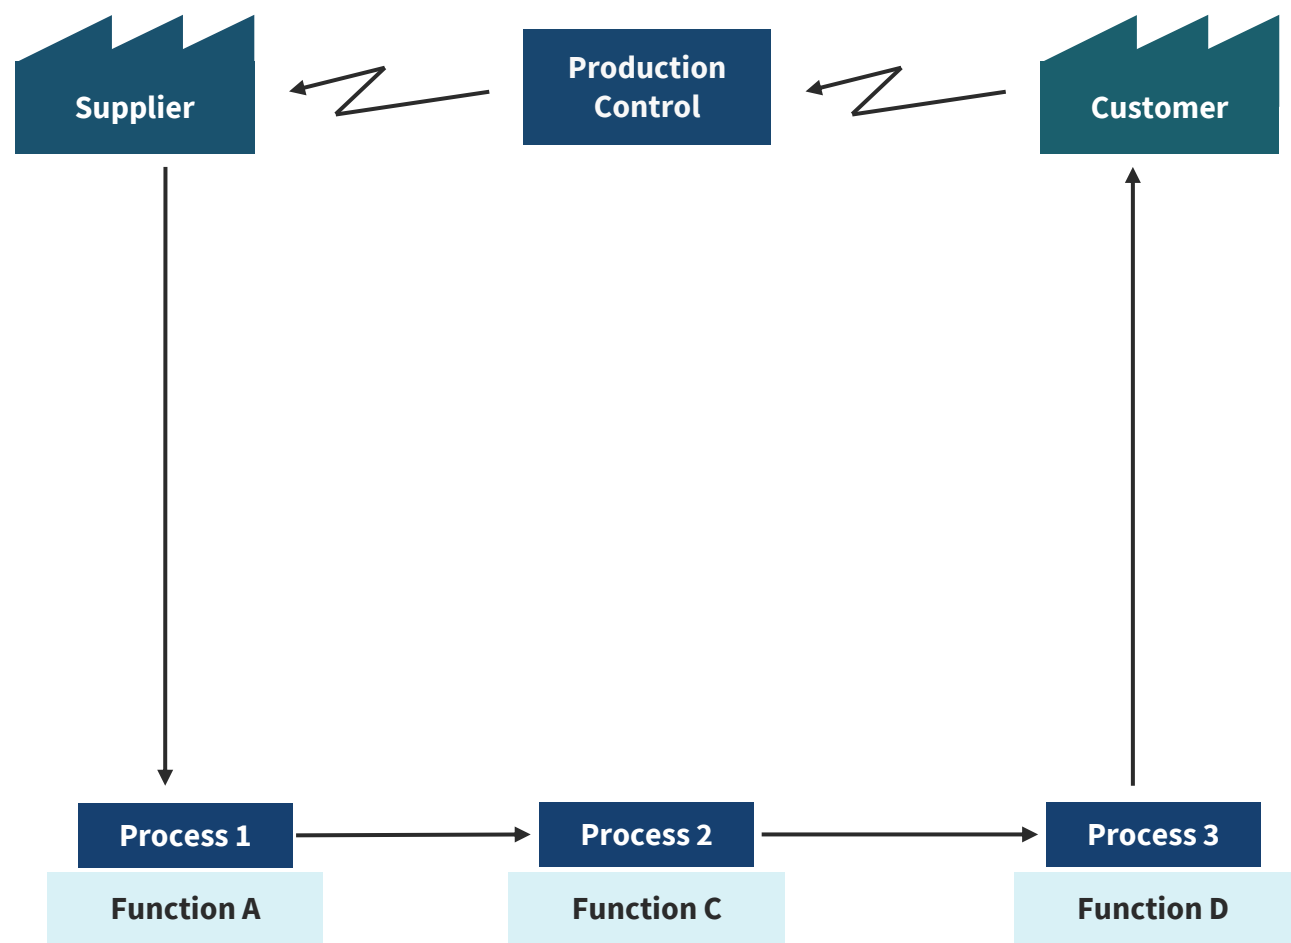 Supplier
Production
Control
Customer
Process 1
Process 2
Process 3
Function A
Function C
Function D